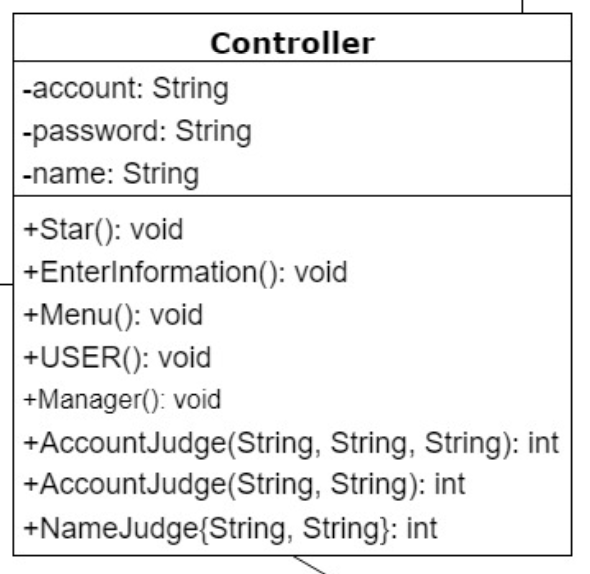 Controller
-account: String
-password: String
-name: String
+Star(): void
+EnterInformation(): void
+Menu(): void
+USER(): void
+Manager(): void
+AccountJudge(String, String, String): int
+AccountJudge(String, String): int
+NameJudge{String, String}: int